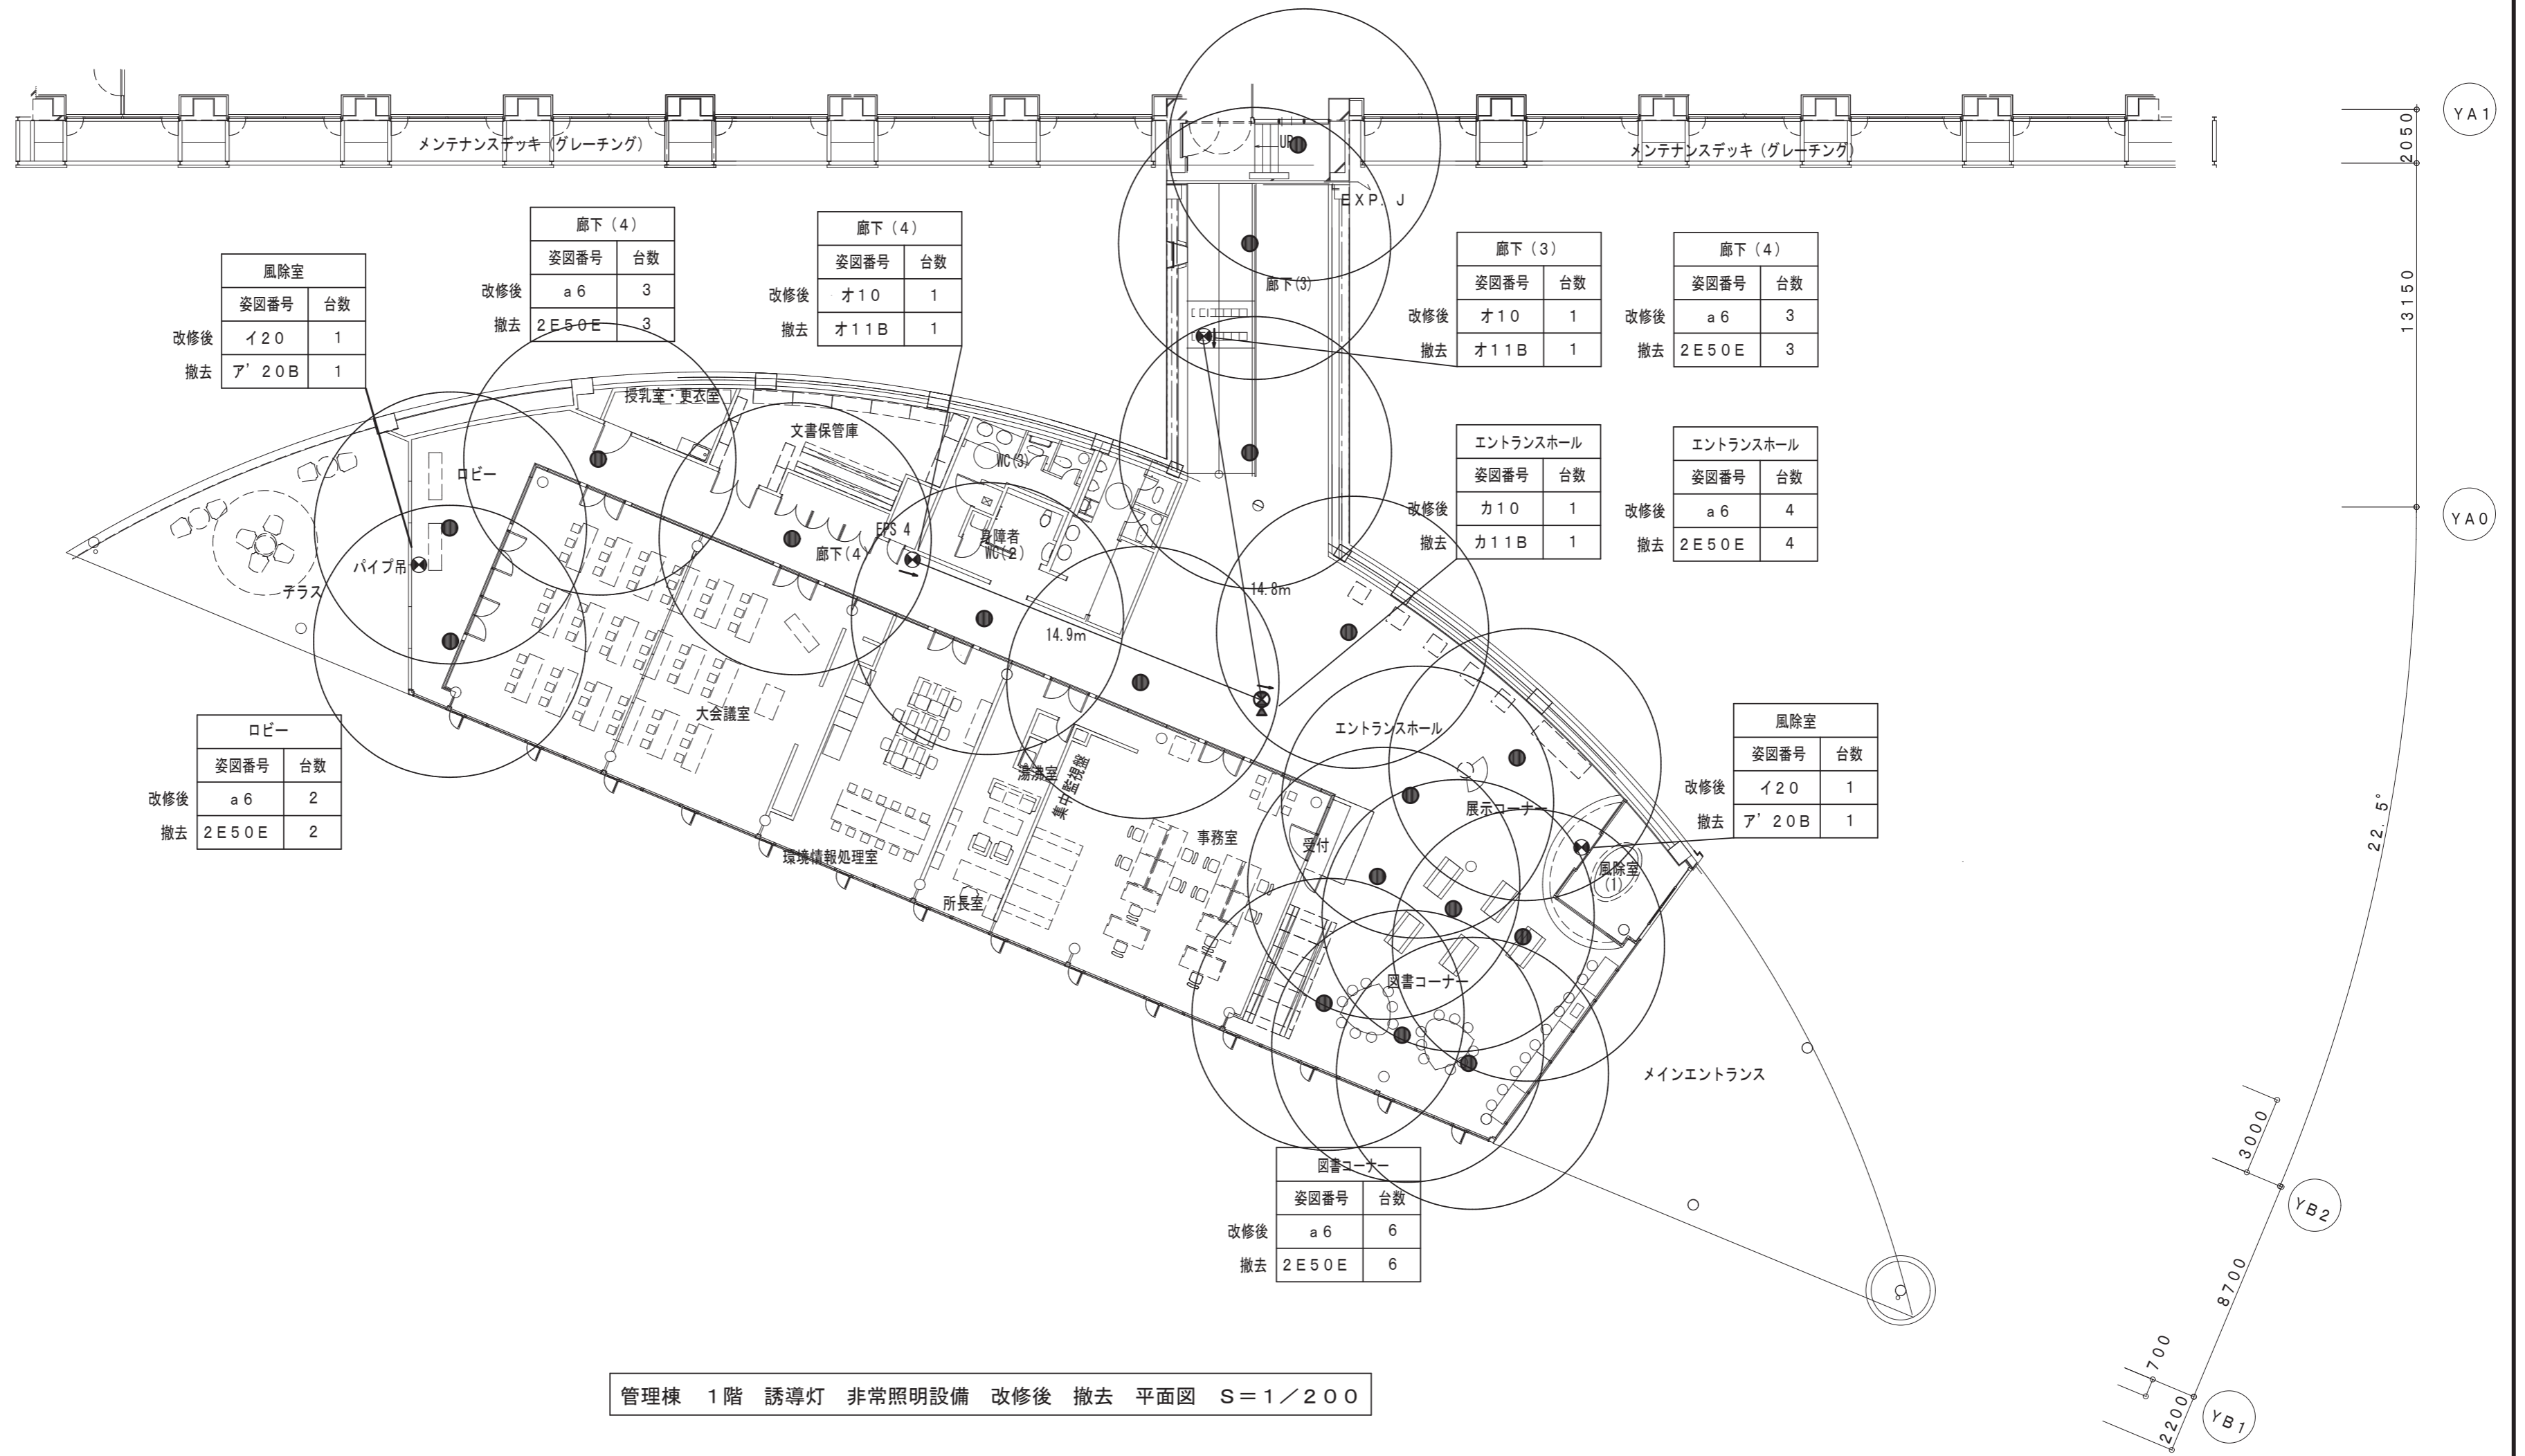 YA1
2050
メンテナンスデッキ（グレーチング）
UP
メンテナンスデッキ（グレーチング）
EXP. J
13150
廊下（4）
姿図番号 台数
改修後 a6 3
撤去 2E50E 3
廊下（4）
姿図番号 台数
改修後 オ10 1
撤去 オ11B 1
風除室
姿図番号 台数
改修後 イ20 1
撤去 ア’20B 1
廊下（3）
姿図番号 台数
改修後 オ10 1
撤去 オ11B 1
廊下（4）
姿図番号 台数
改修後 a6 3
撤去 2E50E 3
廊下(3)
授乳室・更衣室
文書保管庫
WC(3)
ロビー
エントランスホール
姿図番号 台数
改修後 カ10 1
撤去 カ11B 1
エントランスホール
姿図番号 台数
改修後 a6 4
撤去 2E50E 4
YA0
EPS 4
身障者
WC(2)
廊下(4)
パイプ吊
テラス
14.8m
14.9m
大会議室
エントランスホール
ロビー
姿図番号 台数
改修後 a6 2
撤去 2E50E 2
風除室
姿図番号 台数
改修後 イ20 1
撤去 ア’20B 1
湯沸室
集中監視盤
展示コーナー
事務室
受付
環境情報処理室
風除室
(1)
所長室
22.5°
図書コーナー
メインエントランス
3000
図書コーナー
姿図番号 台数
改修後 a6 6
撤去 2E50E 6
YB2
8700
700
2200
YB1
管理棟 1階 誘導灯 非常照明設備 改修後 撤去 平面図 S＝1／200